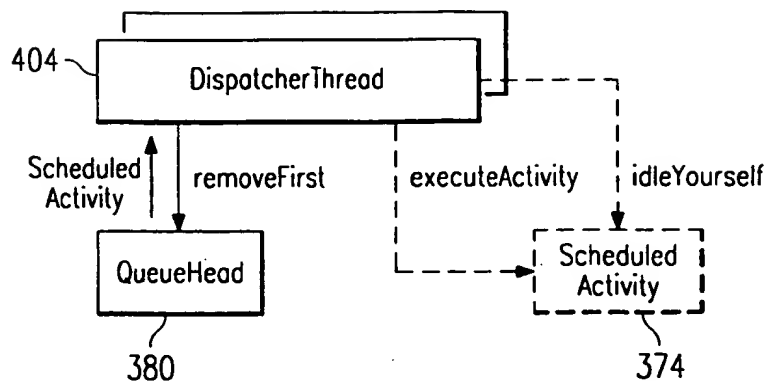 404
DispatcherThread
Scheduled
Activity
removeFirst
executeActivity
idleYourself
QueueHead
Scheduled
Activity
380
374